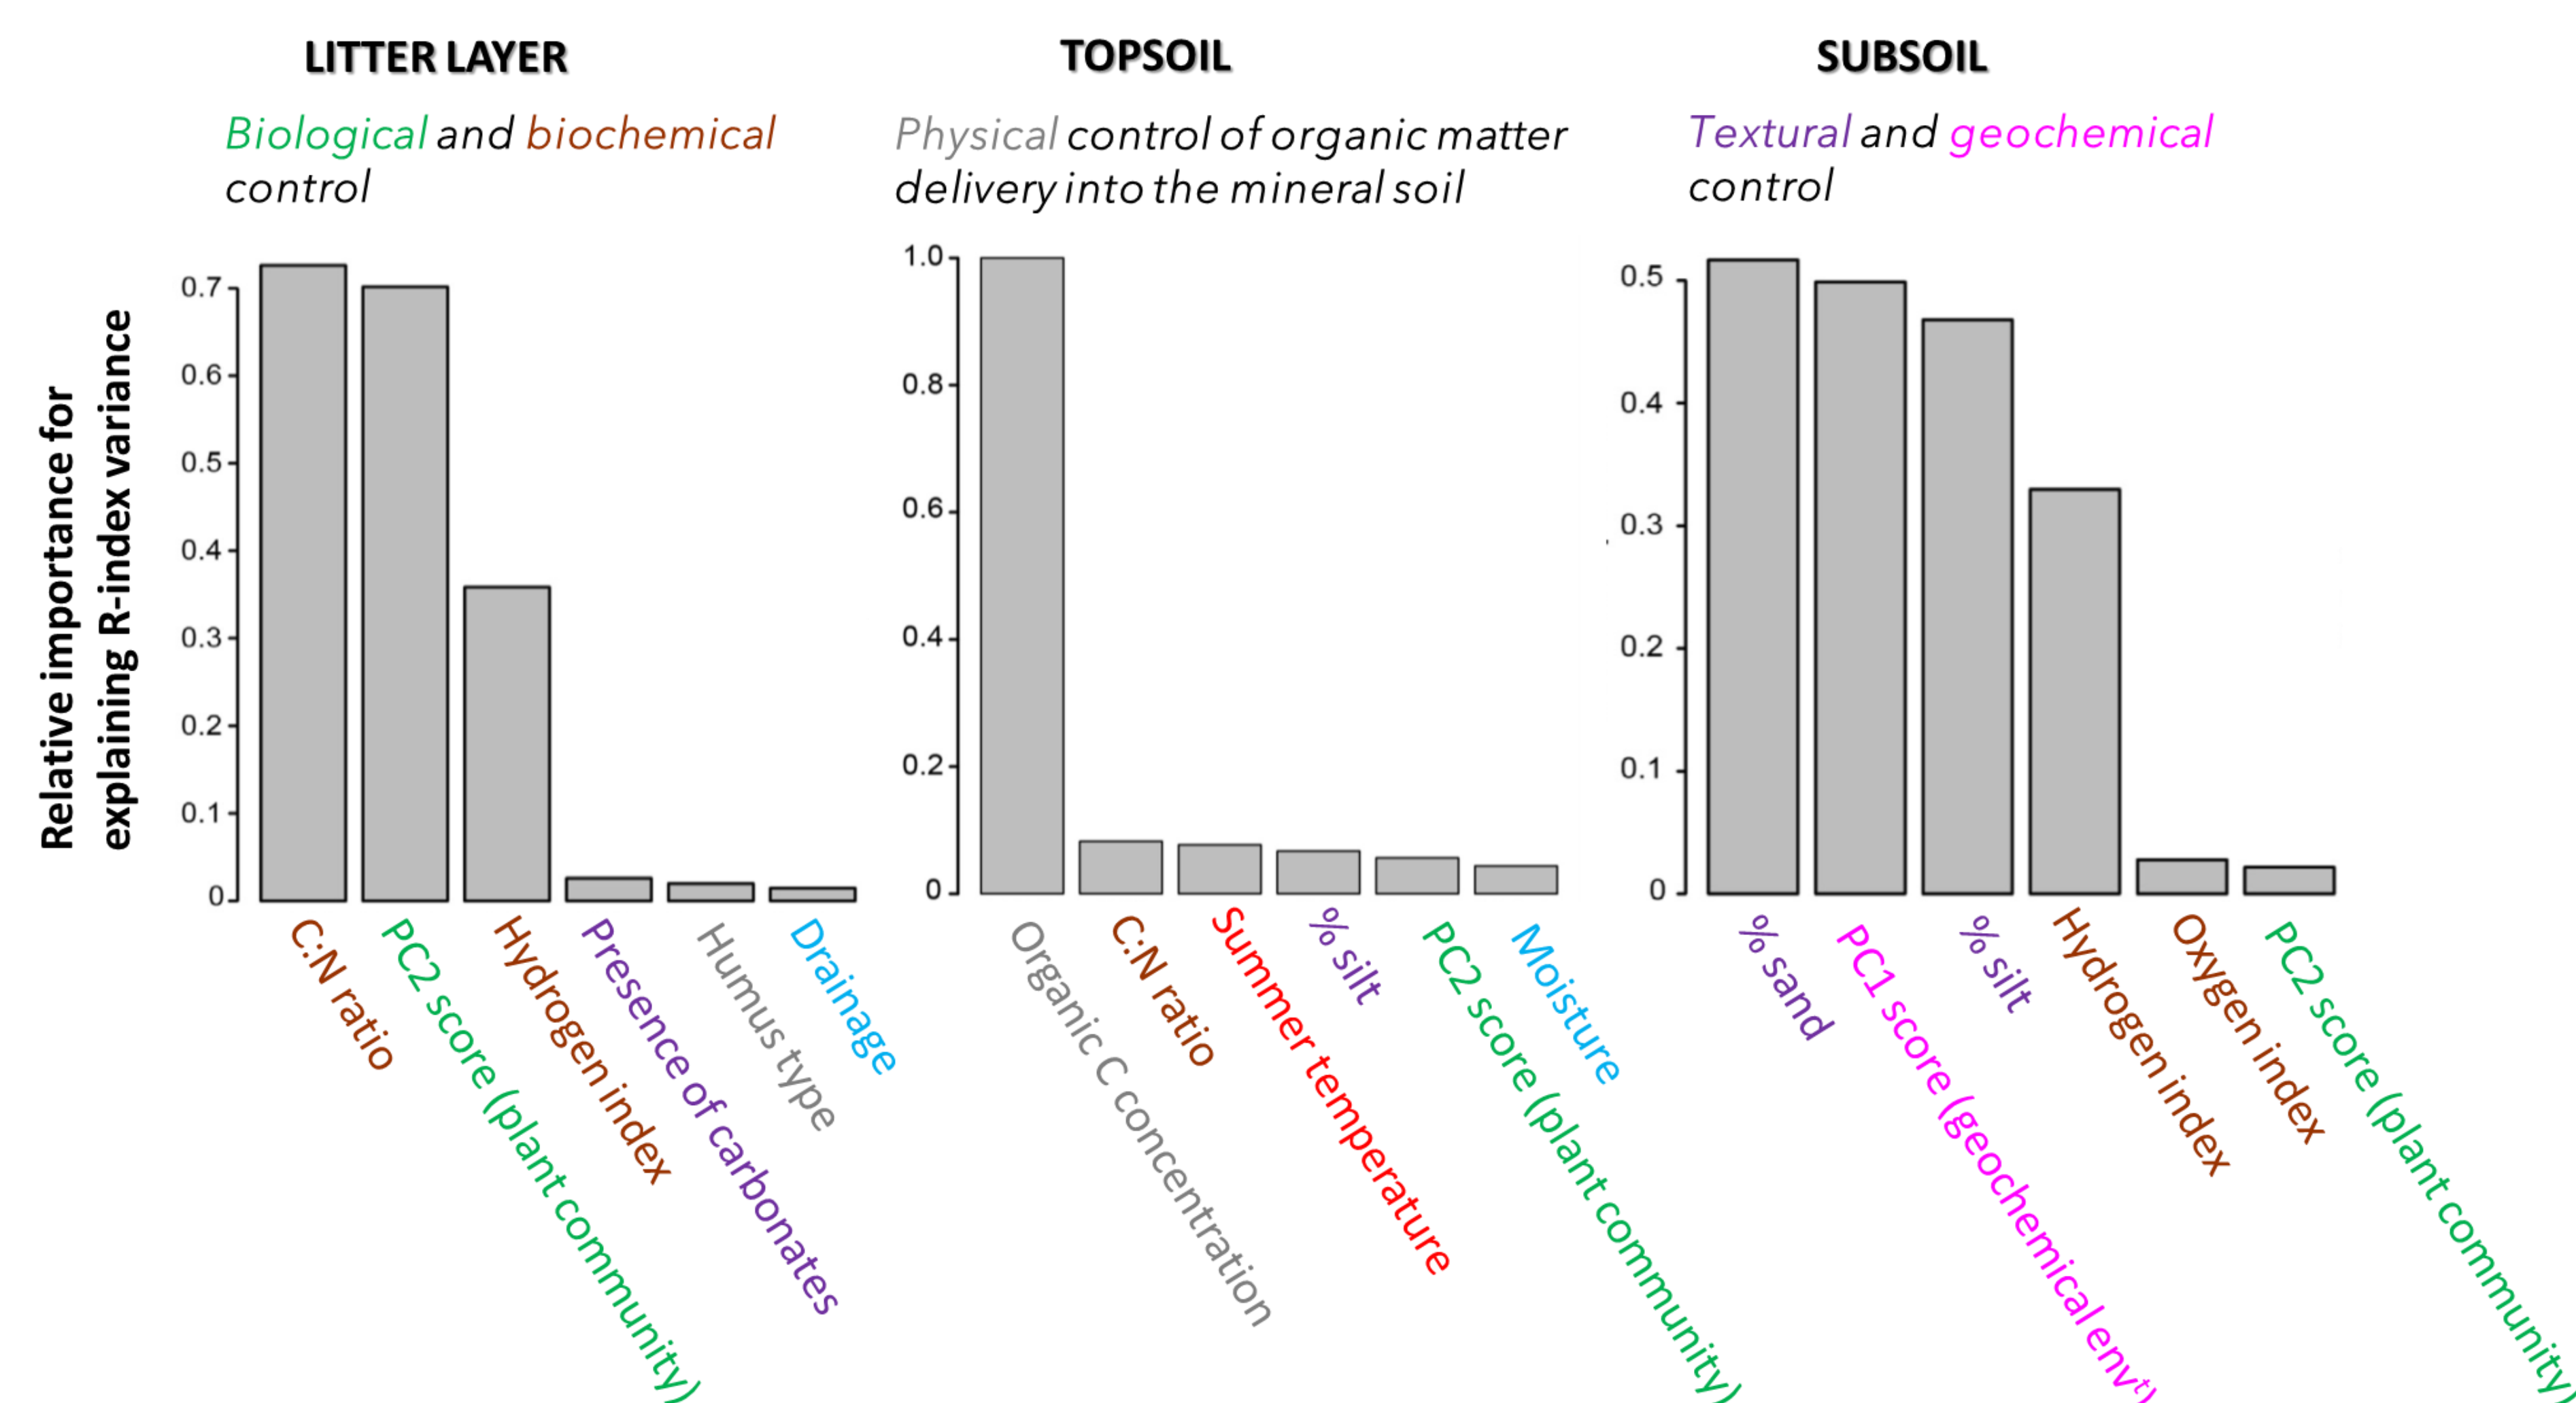 LITTER LAYER
Biological and biochemical
control
Relative importance for
explaining R-index variance
0.7
0.6
0.5
0.4
0.3
0.2
0.1
0
C:N ratio
PC2 score (plant community)
Hydrogen index
Presence of carbonates
Humus type
Drainage
TOPSOIL
Physical control of organic matter
delivery into the mineral soil
1.0
0.8
0.6
0.4
0.2
0
Organic C concentration
C:N ratio
Summer temperature
% silt
PC2 score (plant community)
Moisture
SUBSOIL
Textural and geochemical
control
0.5
0.4
0.3
0.2
0.1
0
% sand
PC1 score (geochemical envᵗ)
% silt
Hydrogen index
Oxygen index
PC2 score (plant community)